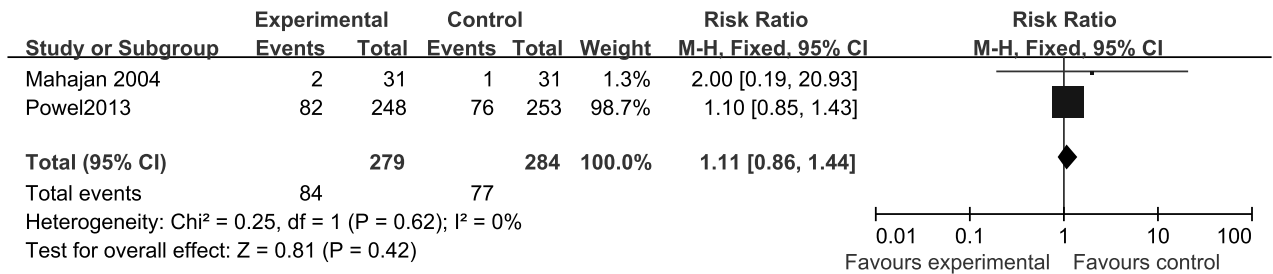 Experimental Control Risk Ratio Risk Ratio
Study or Subgroup Events Total Events Total Weight M-H, Fixed, 95% CI M-H, Fixed, 95% CI
Mahajan 2004 2 31 1 31 1.3% 2.00 [0.19, 20.93]
Powel2013 82 248 76 253 98.7% 1.10 [0.85, 1.43]
Total (95% CI) 279 284 100.0% 1.11 [0.86, 1.44]
Total events 84 77
Heterogeneity: Chi² = 0.25, df = 1 (P = 0.62); I² = 0%
Test for overall effect: Z = 0.81 (P = 0.42)
0.01 0.1 1 10 100
Favours experimental Favours control